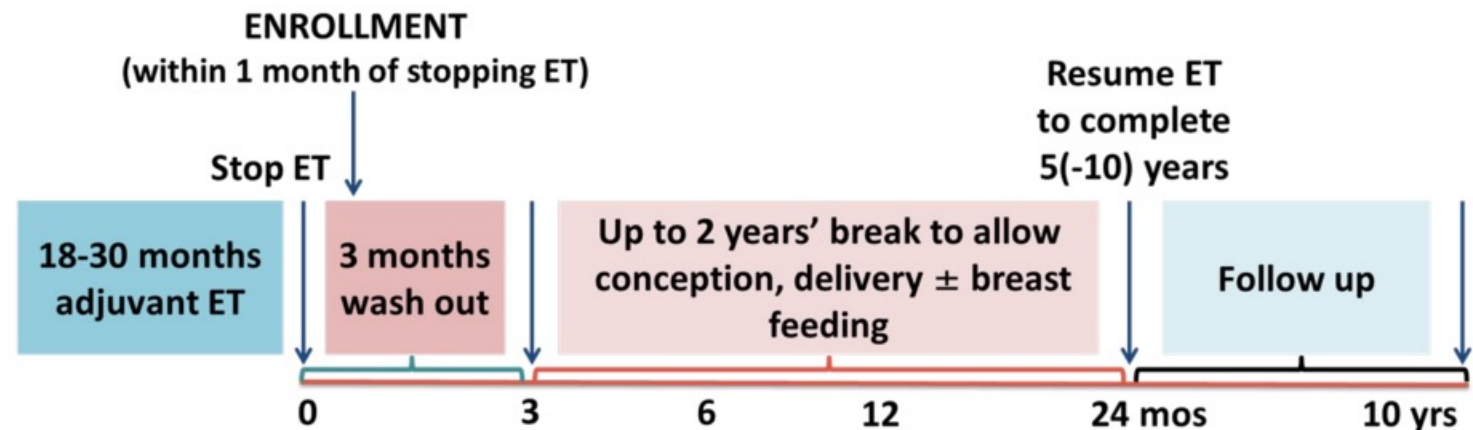 ENROLLMENT
(within 1 month of stopping ET)
Stop ET
Resume ET
to complete
5(-10) years
18-30 months
adjuvant ET
3 months
wash out
Up to 2 years’ break to allow
conception, delivery ± breast
feeding
Follow up
0 3 6 12 24 mos 10 yrs